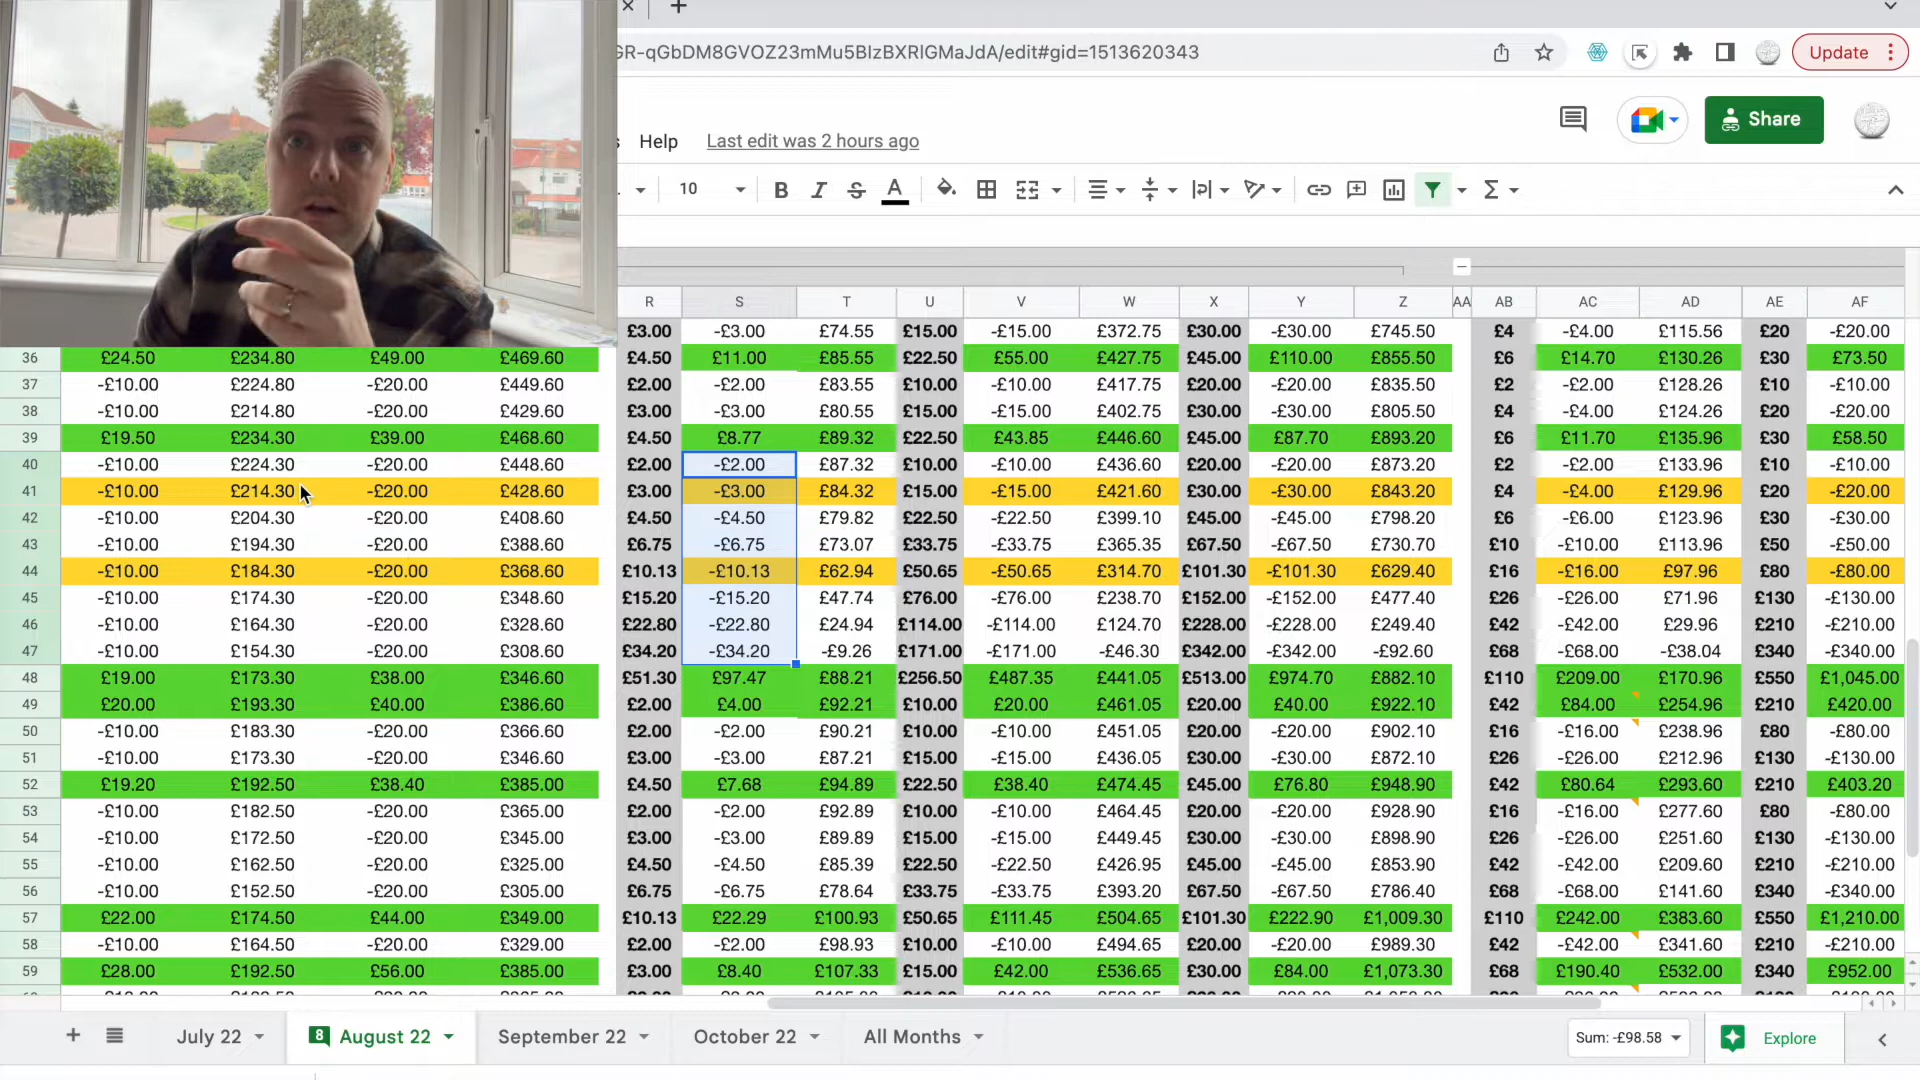 GR-qGbDM8GVOZ23mMu5BIzBXRlGMaJdA/edit#gid=1513620343
Update
Help
Last edit was 2 hours ago
Share
10
B I S A
R S T U V W X Y Z AA AB AC AD AE AF
£3.00 -£3.00 £74.55 £15.00 -£15.00 £372.75 £30.00 -£30.00 £745.50 £4 -£4.00 £115.56 £20 -£20.00
36 £24.50 £234.80 £49.00 £469.60 £4.50 £11.00 £85.55 £22.50 £55.00 £427.75 £45.00 £110.00 £855.50 £6 £14.70 £130.26 £30 £73.50
37 -£10.00 £224.80 -£20.00 £449.60 £2.00 -£2.00 £83.55 £10.00 -£10.00 £417.75 £20.00 -£20.00 £835.50 £2 -£2.00 £128.26 £10 -£10.00
38 -£10.00 £214.80 -£20.00 £429.60 £3.00 -£3.00 £80.55 £15.00 -£15.00 £402.75 £30.00 -£30.00 £805.50 £4 -£4.00 £124.26 £20 -£20.00
39 £19.50 £234.30 £39.00 £468.60 £4.50 £8.77 £89.32 £22.50 £43.85 £446.60 £45.00 £87.70 £893.20 £6 £11.70 £135.96 £30 £58.50
40 -£10.00 £224.30 -£20.00 £448.60 £2.00 -£2.00 £87.32 £10.00 -£10.00 £436.60 £20.00 -£20.00 £873.20 £2 -£2.00 £133.96 £10 -£10.00
41 -£10.00 £214.30 -£20.00 £428.60 £3.00 -£3.00 £84.32 £15.00 -£15.00 £421.60 £30.00 -£30.00 £843.20 £4 -£4.00 £129.96 £20 -£20.00
42 -£10.00 £204.30 -£20.00 £408.60 £4.50 -£4.50 £79.82 £22.50 -£22.50 £399.10 £45.00 -£45.00 £798.20 £6 -£6.00 £123.96 £30 -£30.00
43 -£10.00 £194.30 -£20.00 £388.60 £6.75 -£6.75 £73.07 £33.75 -£33.75 £365.35 £67.50 -£67.50 £730.70 £10 -£10.00 £113.96 £50 -£50.00
44 -£10.00 £184.30 -£20.00 £368.60 £10.13 -£10.13 £62.94 £50.65 -£50.65 £314.70 £101.30 -£101.30 £629.40 £16 -£16.00 £97.96 £80 -£80.00
45 -£10.00 £174.30 -£20.00 £348.60 £15.20 -£15.20 £47.74 £76.00 -£76.00 £238.70 £152.00 -£152.00 £477.40 £26 -£26.00 £71.96 £130 -£130.00
46 -£10.00 £164.30 -£20.00 £328.60 £22.80 -£22.80 £24.94 £114.00 -£114.00 £124.70 £228.00 -£228.00 £249.40 £42 -£42.00 £29.96 £210 -£210.00
47 -£10.00 £154.30 -£20.00 £308.60 £34.20 -£34.20 -£9.26 £171.00 -£171.00 -£46.30 £342.00 -£342.00 -£92.60 £68 -£68.00 -£38.04 £340 -£340.00
48 £19.00 £173.30 £38.00 £346.60 £51.30 £97.47 £88.21 £256.50 £487.35 £441.05 £513.00 £974.70 £882.10 £110 £209.00 £170.96 £550 £1,045.00
49 £20.00 £193.30 £40.00 £386.60 £2.00 £4.00 £92.21 £10.00 £20.00 £461.05 £20.00 £40.00 £922.10 £42 £84.00 £254.96 £210 £420.00
50 -£10.00 £183.30 -£20.00 £366.60 £2.00 -£2.00 £90.21 £10.00 -£10.00 £451.05 £20.00 -£20.00 £902.10 £16 -£16.00 £238.96 £80 -£80.00
51 -£10.00 £173.30 -£20.00 £346.60 £3.00 -£3.00 £87.21 £15.00 -£15.00 £436.05 £30.00 -£30.00 £872.10 £26 -£26.00 £212.96 £130 -£130.00
52 £19.20 £192.50 £38.40 £385.00 £4.50 £7.68 £94.89 £22.50 £38.40 £474.45 £45.00 £76.80 £948.90 £42 £80.64 £293.60 £210 £403.20
53 -£10.00 £182.50 -£20.00 £365.00 £2.00 -£2.00 £92.89 £10.00 -£10.00 £464.45 £20.00 -£20.00 £928.90 £16 -£16.00 £277.60 £80 -£80.00
54 -£10.00 £172.50 -£20.00 £345.00 £3.00 -£3.00 £89.89 £15.00 -£15.00 £449.45 £30.00 -£30.00 £898.90 £26 -£26.00 £251.60 £130 -£130.00
55 -£10.00 £162.50 -£20.00 £325.00 £4.50 -£4.50 £85.39 £22.50 -£22.50 £426.95 £45.00 -£45.00 £853.90 £42 -£42.00 £209.60 £210 -£210.00
56 -£10.00 £152.50 -£20.00 £305.00 £6.75 -£6.75 £78.64 £33.75 -£33.75 £393.20 £67.50 -£67.50 £786.40 £68 -£68.00 £141.60 £340 -£340.00
57 £22.00 £174.50 £44.00 £349.00 £10.13 £22.29 £100.93 £50.65 £111.45 £504.65 £101.30 £222.90 £1,009.30 £110 £242.00 £383.60 £550 £1,210.00
58 -£10.00 £164.50 -£20.00 £329.00 £2.00 -£2.00 £98.93 £10.00 -£10.00 £494.65 £20.00 -£20.00 £989.30 £42 -£42.00 £341.60 £210 -£210.00
59 £28.00 £192.50 £56.00 £385.00 £3.00 £8.40 £107.33 £15.00 £42.00 £536.65 £30.00 £84.00 £1,073.30 £68 £190.40 £532.00 £340 £952.00
July 22 8 August 22 September 22 October 22 All Months Sum: -£98.58 Explore